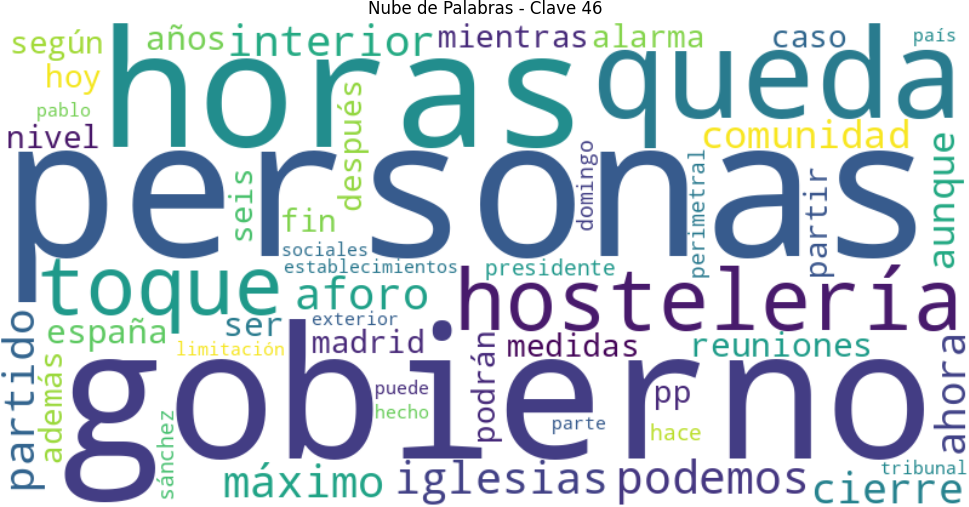 Nube de Palabras - Clave 46
según
años
interior
mientras
alarma
caso
país
hoy
horas
queda
pablo
nivel
después
comunidad
personas
seis
fin
domingo
perimetral
partir
aunque
sociales
establecimientos
presidente
toque
aforo
hostelería
españa
ser
exterior
limitación
madrid
medidas
reuniones
partido
además
gobierno
puede
hecho
podrán
parte
pp
hace
ahora
sánchez
máximo
iglesias
podemos
tribunal
cierre